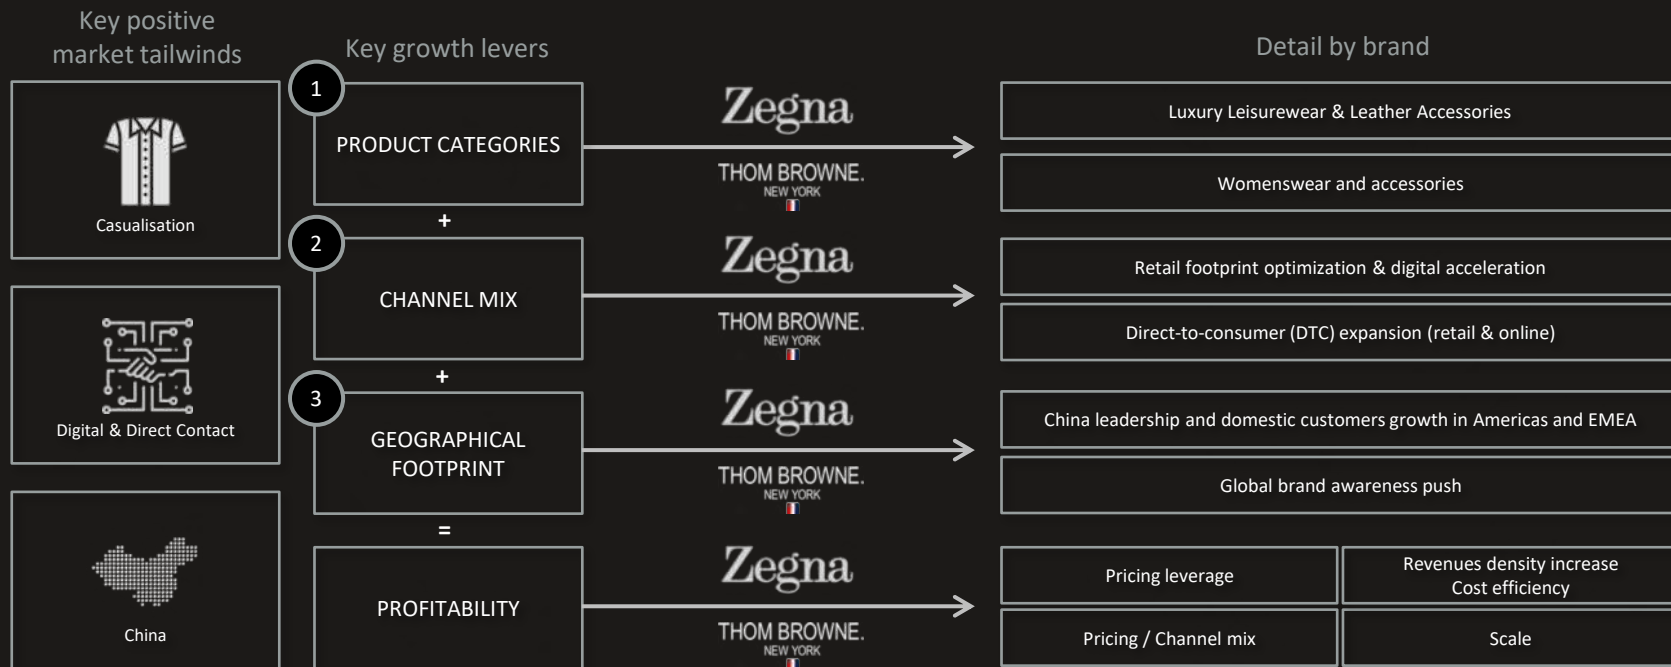 Key positive
market tailwinds
Key growth levers
Detail by brand
Casualisation
Digital & Direct Contact
China
1
PRODUCT CATEGORIES
Zegna
THOM BROWNE.
NEW YORK
Luxury Leisurewear & Leather Accessories
Womenswear and accessories
+
2
CHANNEL MIX
Zegna
THOM BROWNE.
NEW YORK
Retail footprint optimization & digital acceleration
Direct-to-consumer (DTC) expansion (retail & online)
+
3
GEOGRAPHICAL
FOOTPRINT
Zegna
THOM BROWNE.
NEW YORK
China leadership and domestic customers growth in Americas and EMEA
Global brand awareness push
=
PROFITABILITY
Zegna
THOM BROWNE.
NEW YORK
Pricing leverage
Revenues density increase
Cost efficiency
Pricing / Channel mix
Scale